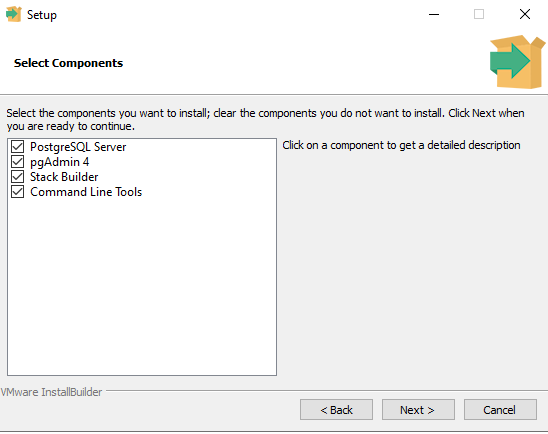 Setup
Select Components
Select the components you want to install; clear the components you do not want to install. Click Next when
you are ready to continue.
PostgreSQL Server
pgAdmin 4
Stack Builder
Command Line Tools
Click on a component to get a detailed description
VMware InstallBuilder
< Back
Next >
Cancel